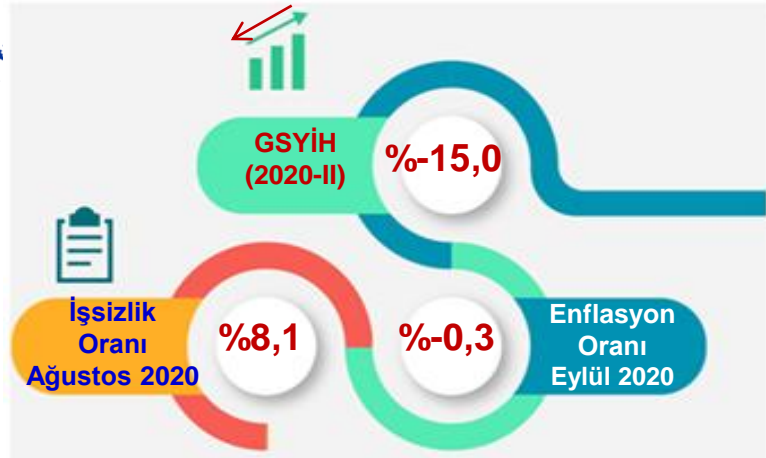 GSYİH
(2020-II)
%-15,0
İşsizlik
Oranı
Ağustos 2020
%8,1
%-0,3
Enflasyon
Oranı
Eylül 2020